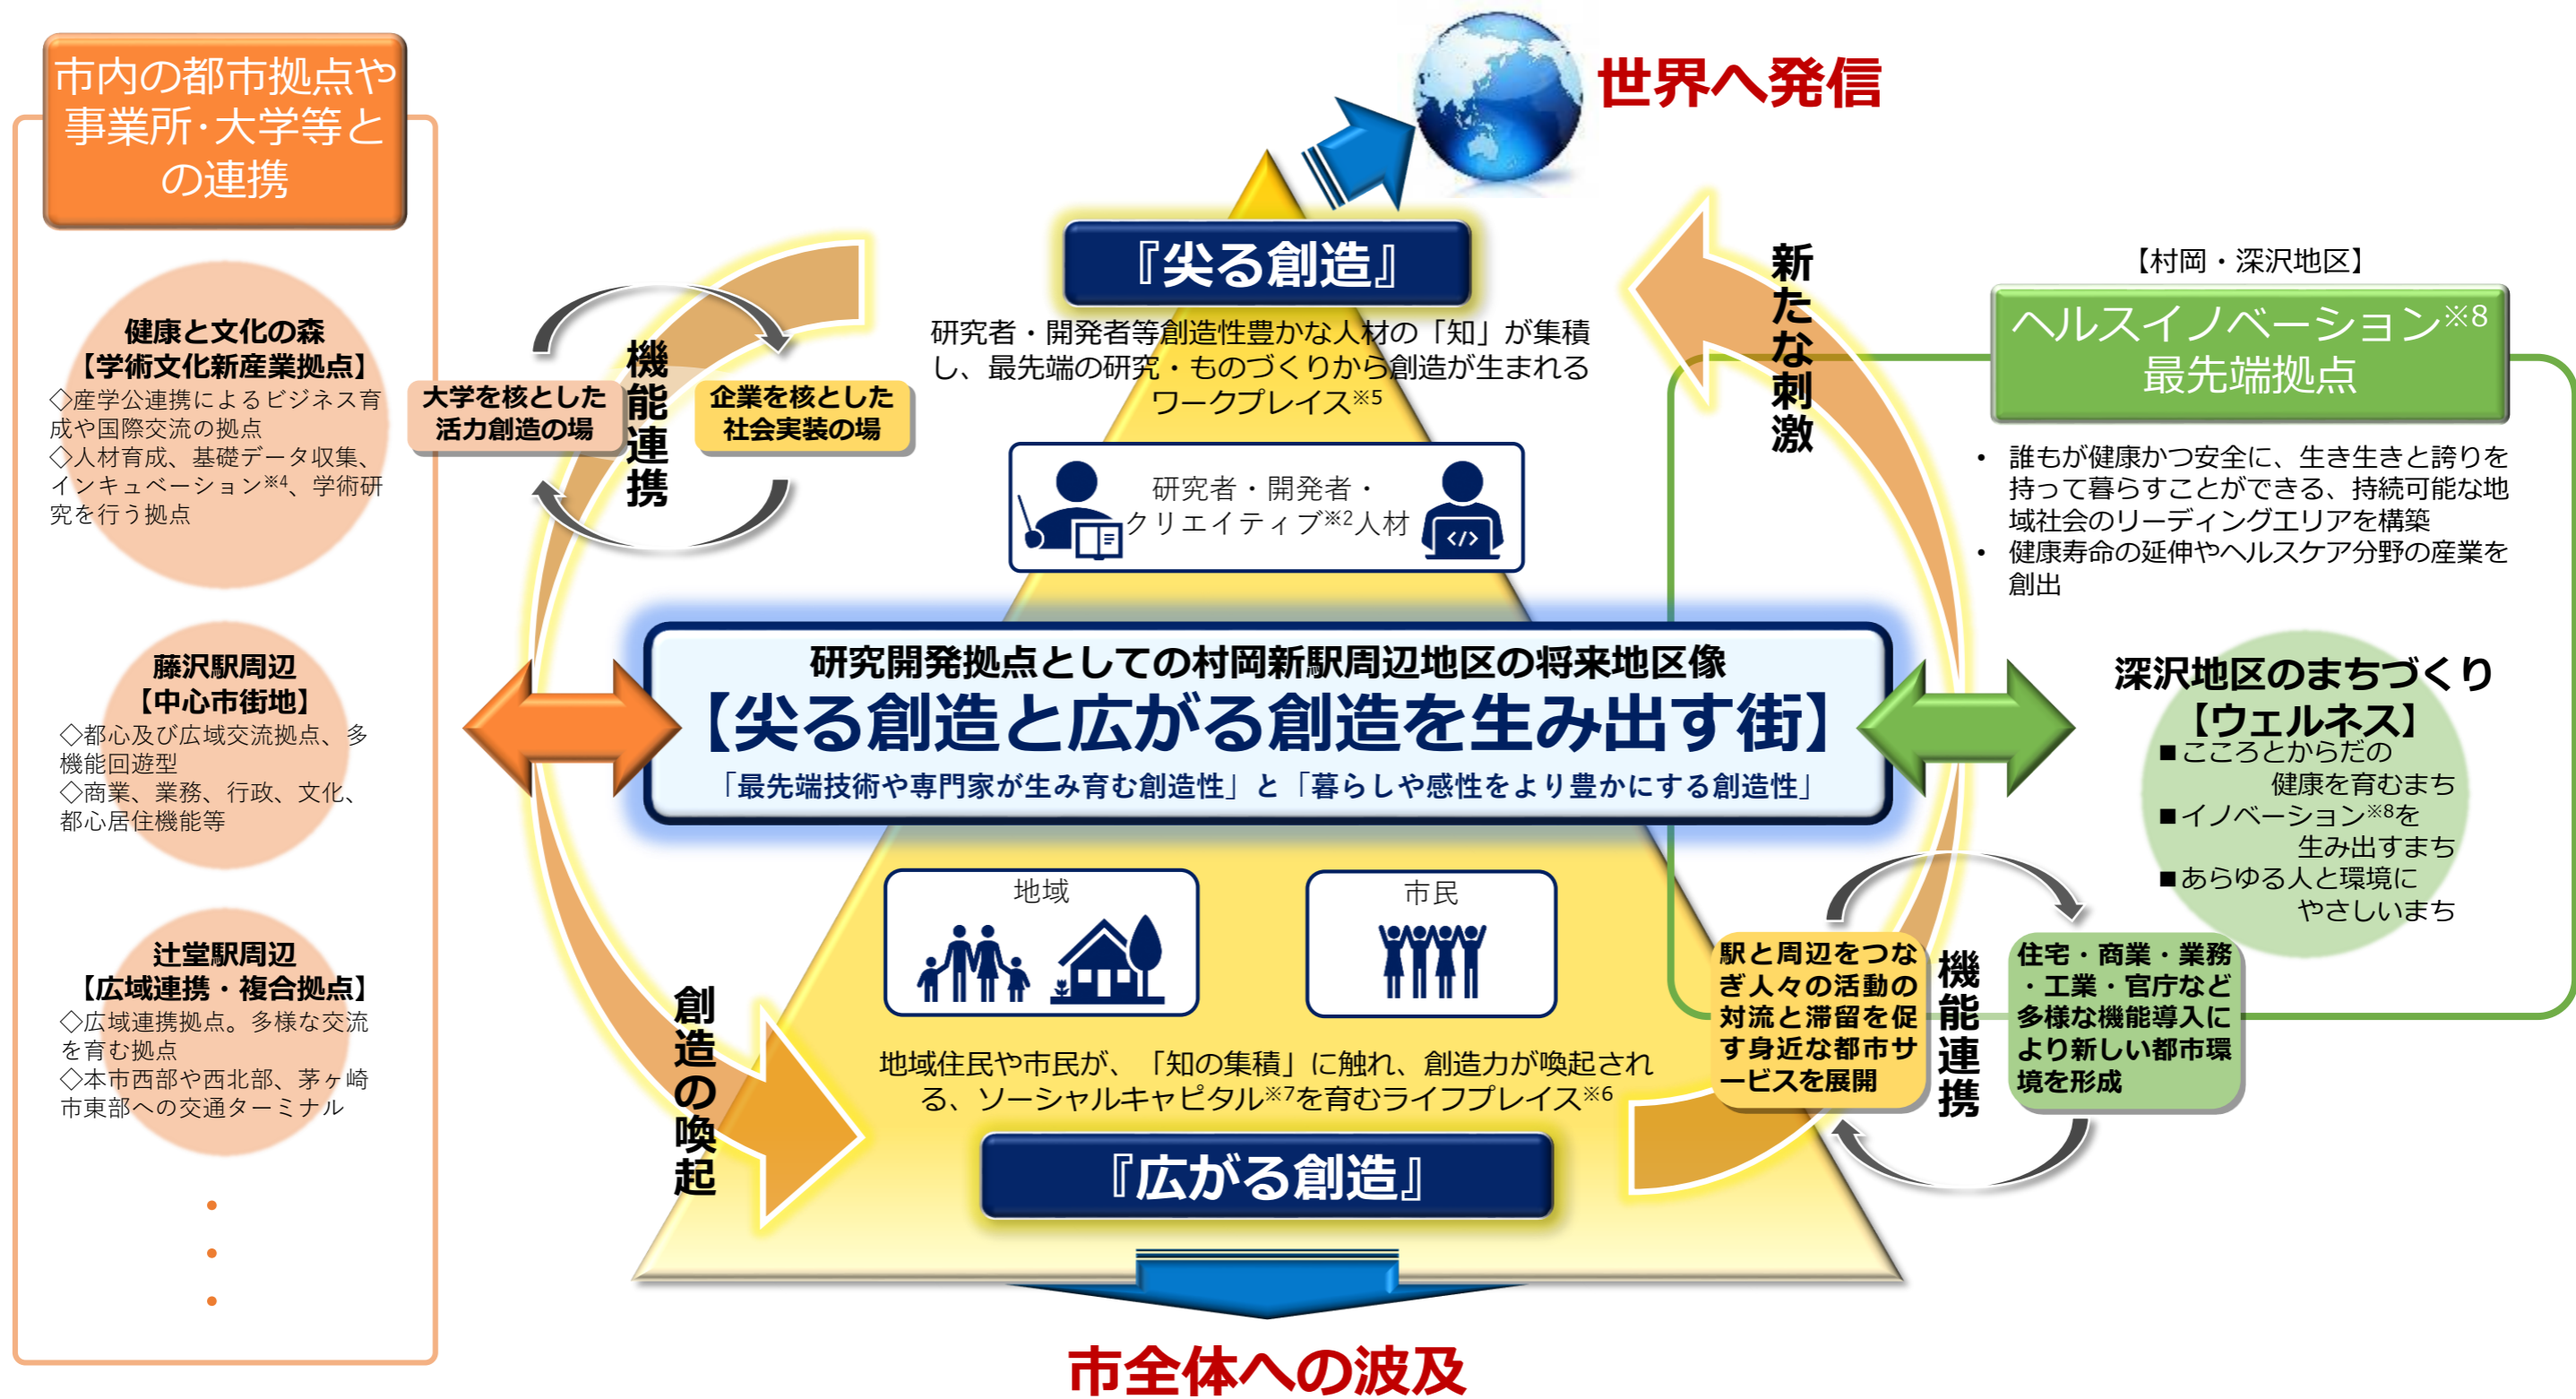 市内の都市拠点や
事業所･大学等と
の連携
健康と文化の森
【学術文化新産業拠点】
◇産学公連携によるビジネス育
成や国際交流の拠点
◇人材育成、基礎データ収集、
インキュベーション※4、学術研
究を行う拠点
藤沢駅周辺
【中心市街地】
◇都心及び広域交流拠点、多
機能回遊型
◇商業、業務、行政、文化、
都心居住機能等
辻堂駅周辺
【広域連携・複合拠点】
◇広域連携拠点。多様な交流
を育む拠点
◇本市西部や西北部、茅ヶ崎
市東部への交通ターミナル
・
・
・
大学を核とした
活力創造の場
機能連携
企業を核とした
社会実装の場
世界へ発信
『尖る創造』
研究者・開発者等創造性豊かな人材の「知」が集積
し、最先端の研究・ものづくりから創造が生まれる
ワークプレイス※5
研究者・開発者・
クリエイティブ※2人材
</>
新たな刺激
研究開発拠点としての村岡新駅周辺地区の将来地区像
【尖る創造と広がる創造を生み出す街】
「最先端技術や専門家が生み育む創造性」と「暮らしや感性をより豊かにする創造性」
地域
市民
創造の喚起
地域住民や市民が、「知の集積」に触れ、創造力が喚起され
る、ソーシャルキャピタル※7を育むライフプレイス※6
『広がる創造』
市全体への波及
【村岡・深沢地区】
ヘルスイノベーション※8
最先端拠点
• 誰もが健康かつ安全に、生き生きと誇りを
持って暮らすことができる、持続可能な地
域社会のリーディングエリアを構築
• 健康寿命の延伸やヘルスケア分野の産業を
創出
深沢地区のまちづくり
【ウェルネス】
■こころとからだの
健康を育むまち
■イノベーション※8を
生み出すまち
■あらゆる人と環境に
やさしいまち
駅と周辺をつな
ぎ人々の活動の
対流と滞留を促
す身近な都市サ
ービスを展開
機能連携
住宅・商業・業務
・工業・官庁など
多様な機能導入に
より新しい都市環
境を形成